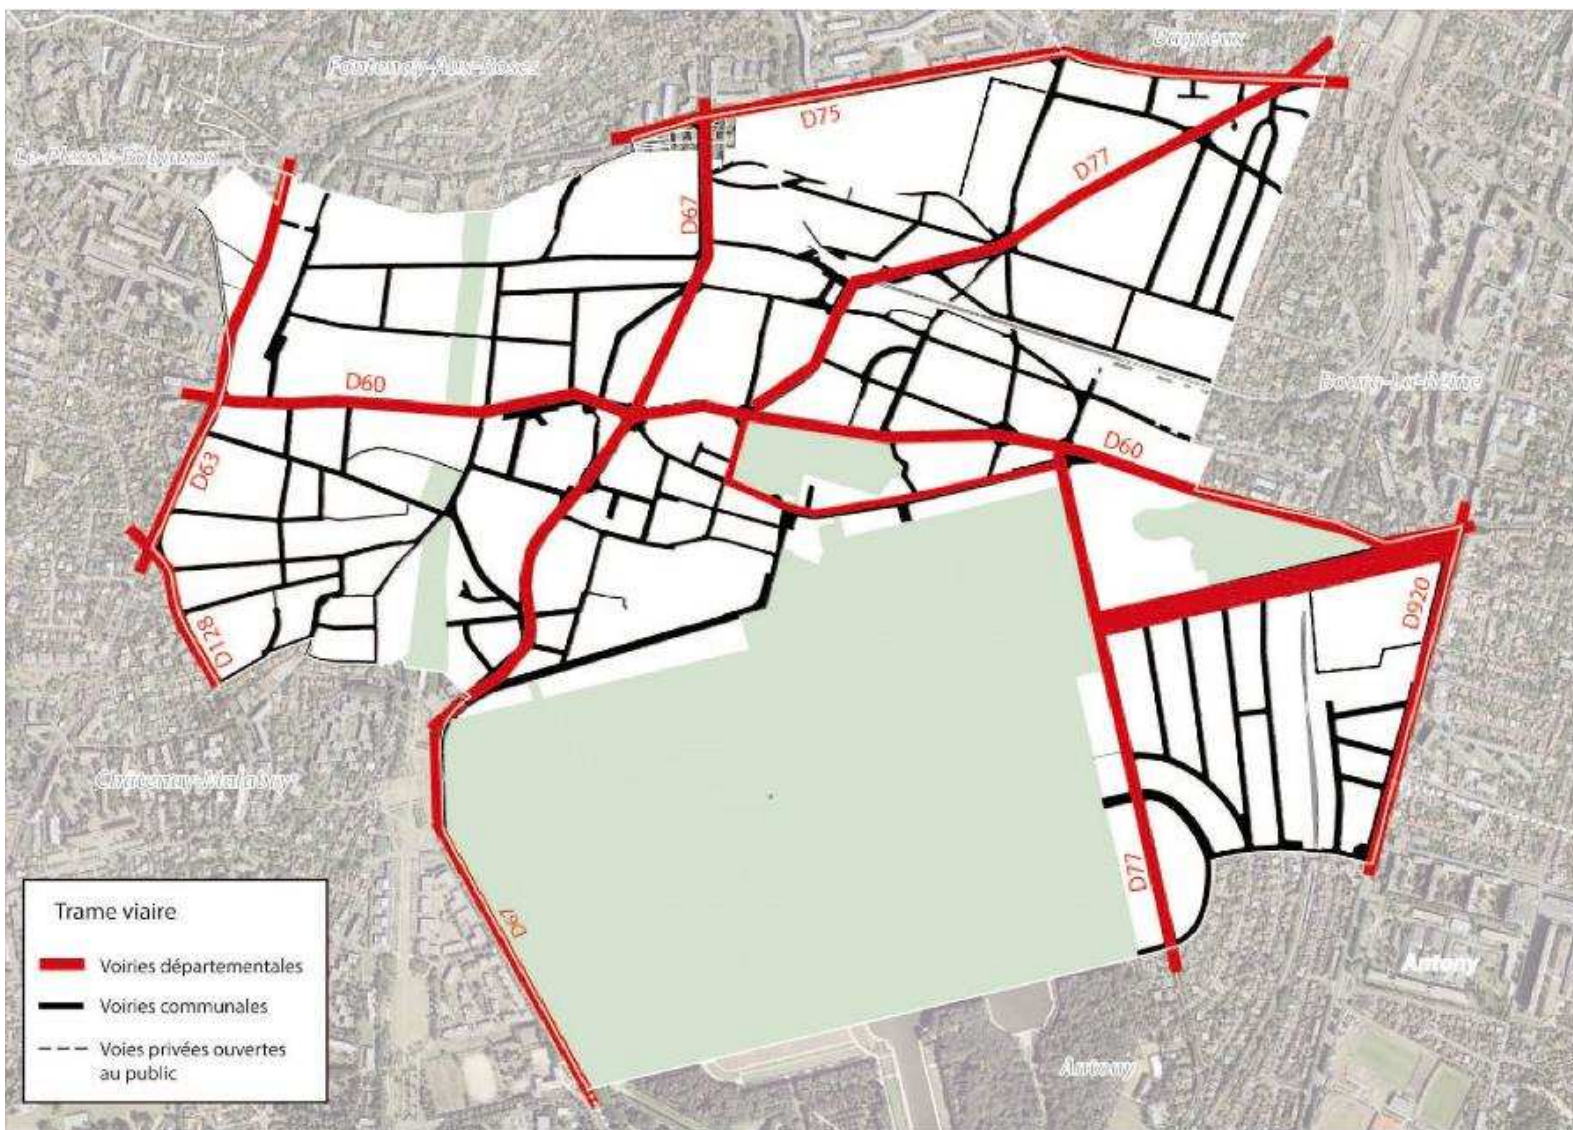 Bagneux
Fontenay-Aux-Roses
D75
Le-Plessis-Robinson
D77
D67
D60
Bourg-La-Reine
D60
D63
D920
D128
Chatenay-Malabry
D77
D67
Trame viaire
Antony
Voiries départementales
Voiries communales
Voies privées ouvertes
au public
Antony